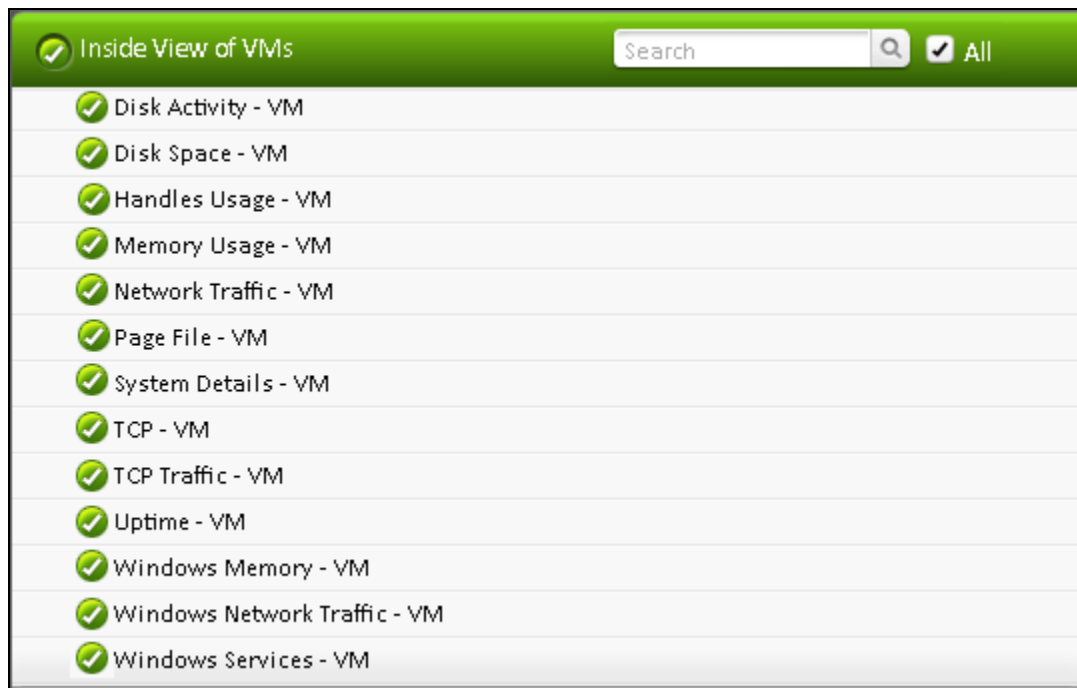 Inside View of VMs
Search
All
Disk Activity - VM
Disk Space - VM
Handles Usage - VM
Memory Usage - VM
Network Traffic - VM
Page File - VM
System Details - VM
TCP - VM
TCP Traffic - VM
Uptime - VM
Windows Memory - VM
Windows Network Traffic - VM
Windows Services - VM